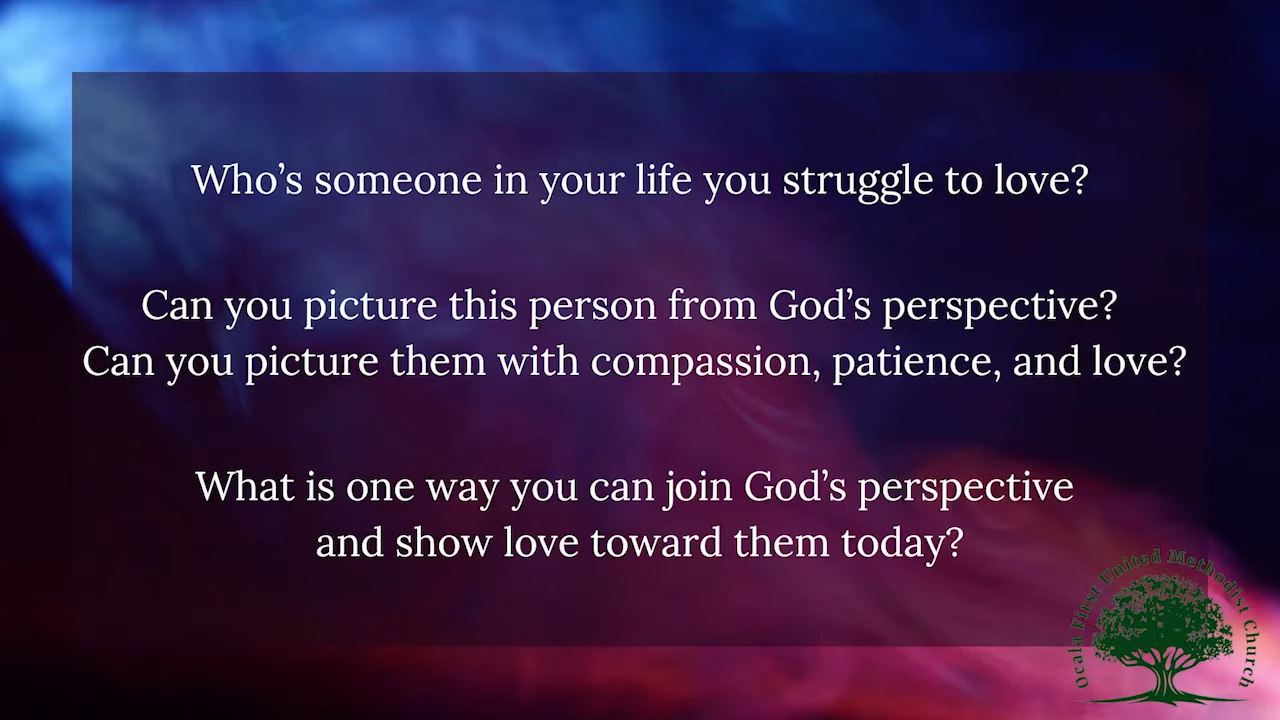 Who’s someone in your life you struggle to love?
Can you picture this person from God’s perspective?
Can you picture them with compassion, patience, and love?
What is one way you can join God’s perspective
and show love toward them today?
Ocala First United Methodist Church